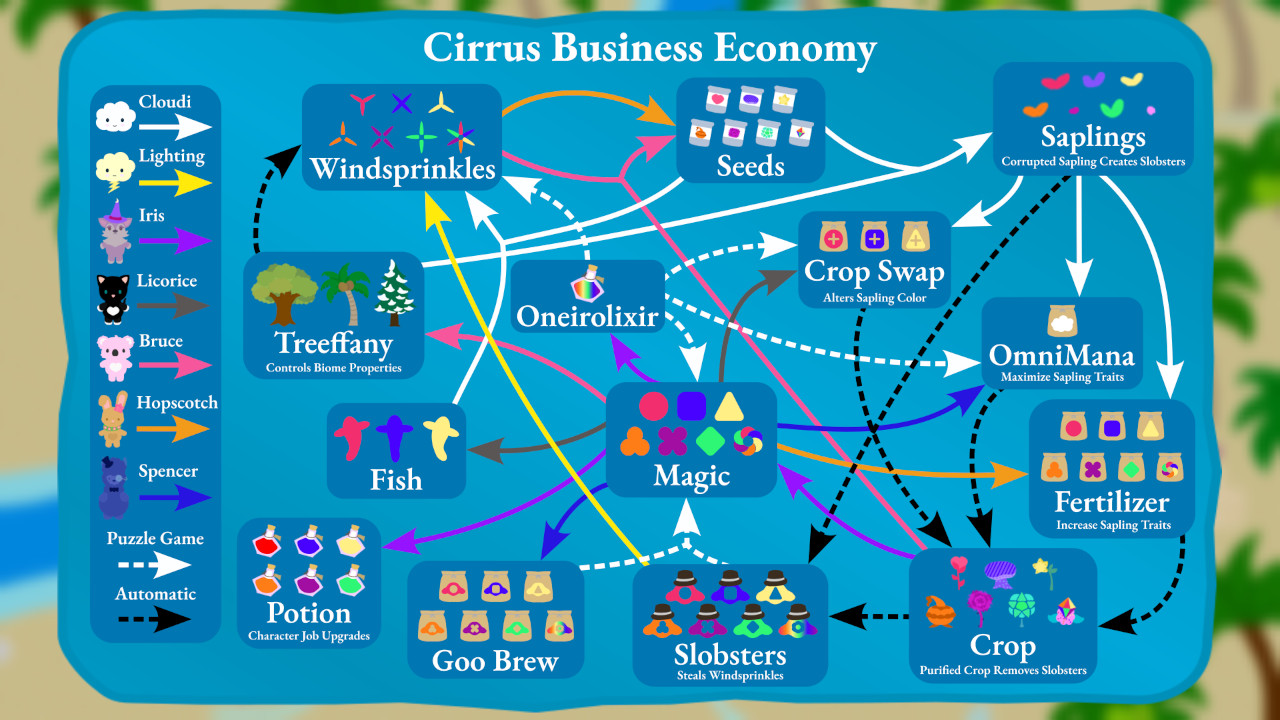 Cirrus Business Economy
Cloudi
Lighting
Iris
Licorice
Bruce
Hopscotch
Spencer
Puzzle Game
Automatic
Windsprinkles
Seeds
Saplings
Corrupted Sapling Creates Slobsters
Treeffany
Controls Biome Properties
Oneirolixir
Crop Swap
Alters Sapling Color
OmniMana
Maximize Sapling Traits
Fish
Magic
Fertilizer
Increase Sapling Traits
Potion
Character Job Upgrades
Goo Brew
Slobsters
Steals Windsprinkles
Crop
Purified Crop Removes Slobsters